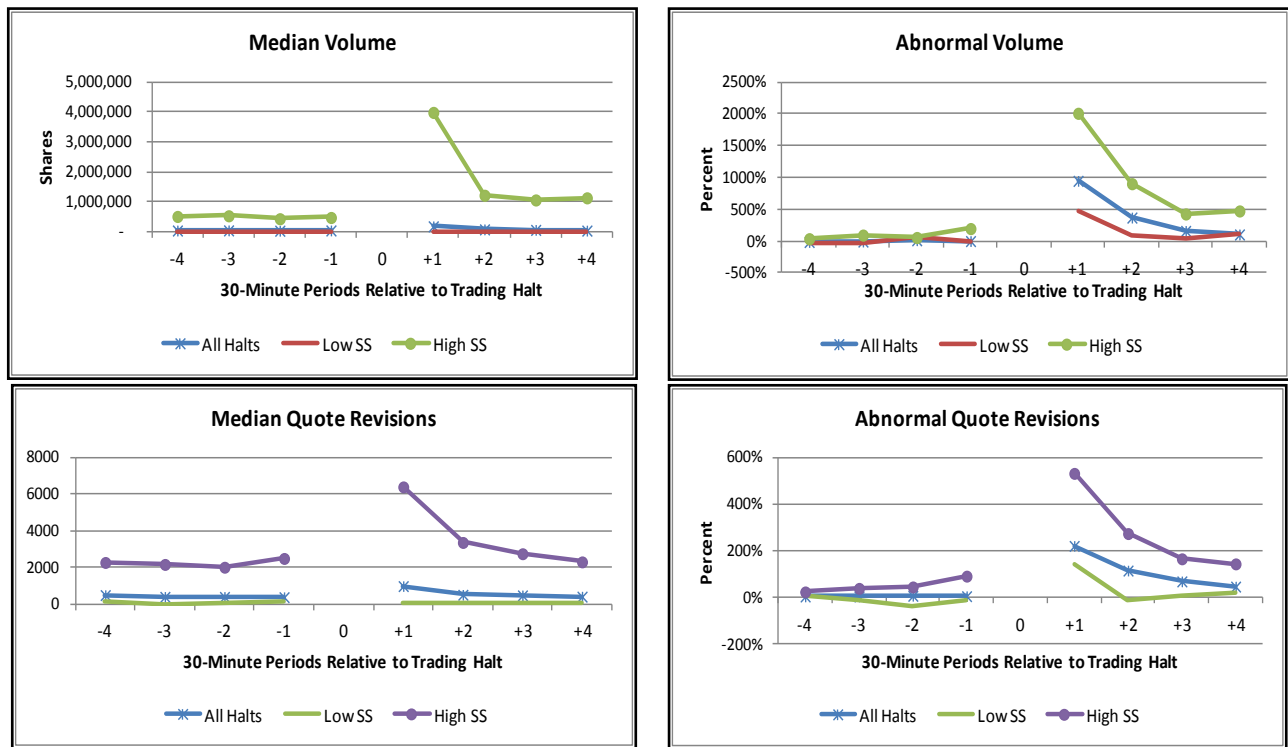 Median Volume
5,000,000
4,000,000
3,000,000
2,000,000
1,000,000
-
Shares
-4 -3 -2 -1 0 +1 +2 +3 +4
30-Minute Periods Relative to Trading Halt
All Halts Low SS High SS
Abnormal Volume
2500%
2000%
1500%
1000%
500%
0%
-500%
Percent
-4 -3 -2 -1 0 +1 +2 +3 +4
30-Minute Periods Relative to Trading Halt
All Halts Low SS High SS
Median Quote Revisions
8000
6000
4000
2000
0
-4 -3 -2 -1 0 +1 +2 +3 +4
30-Minute Periods Relative to Trading Halt
All Halts Low SS High SS
Abnormal Quote Revisions
600%
400%
200%
0%
-200%
Percent
-4 -3 -2 -1 0 +1 +2 +3 +4
30-Minute Periods Relative to Trading Halt
All Halts Low SS High SS